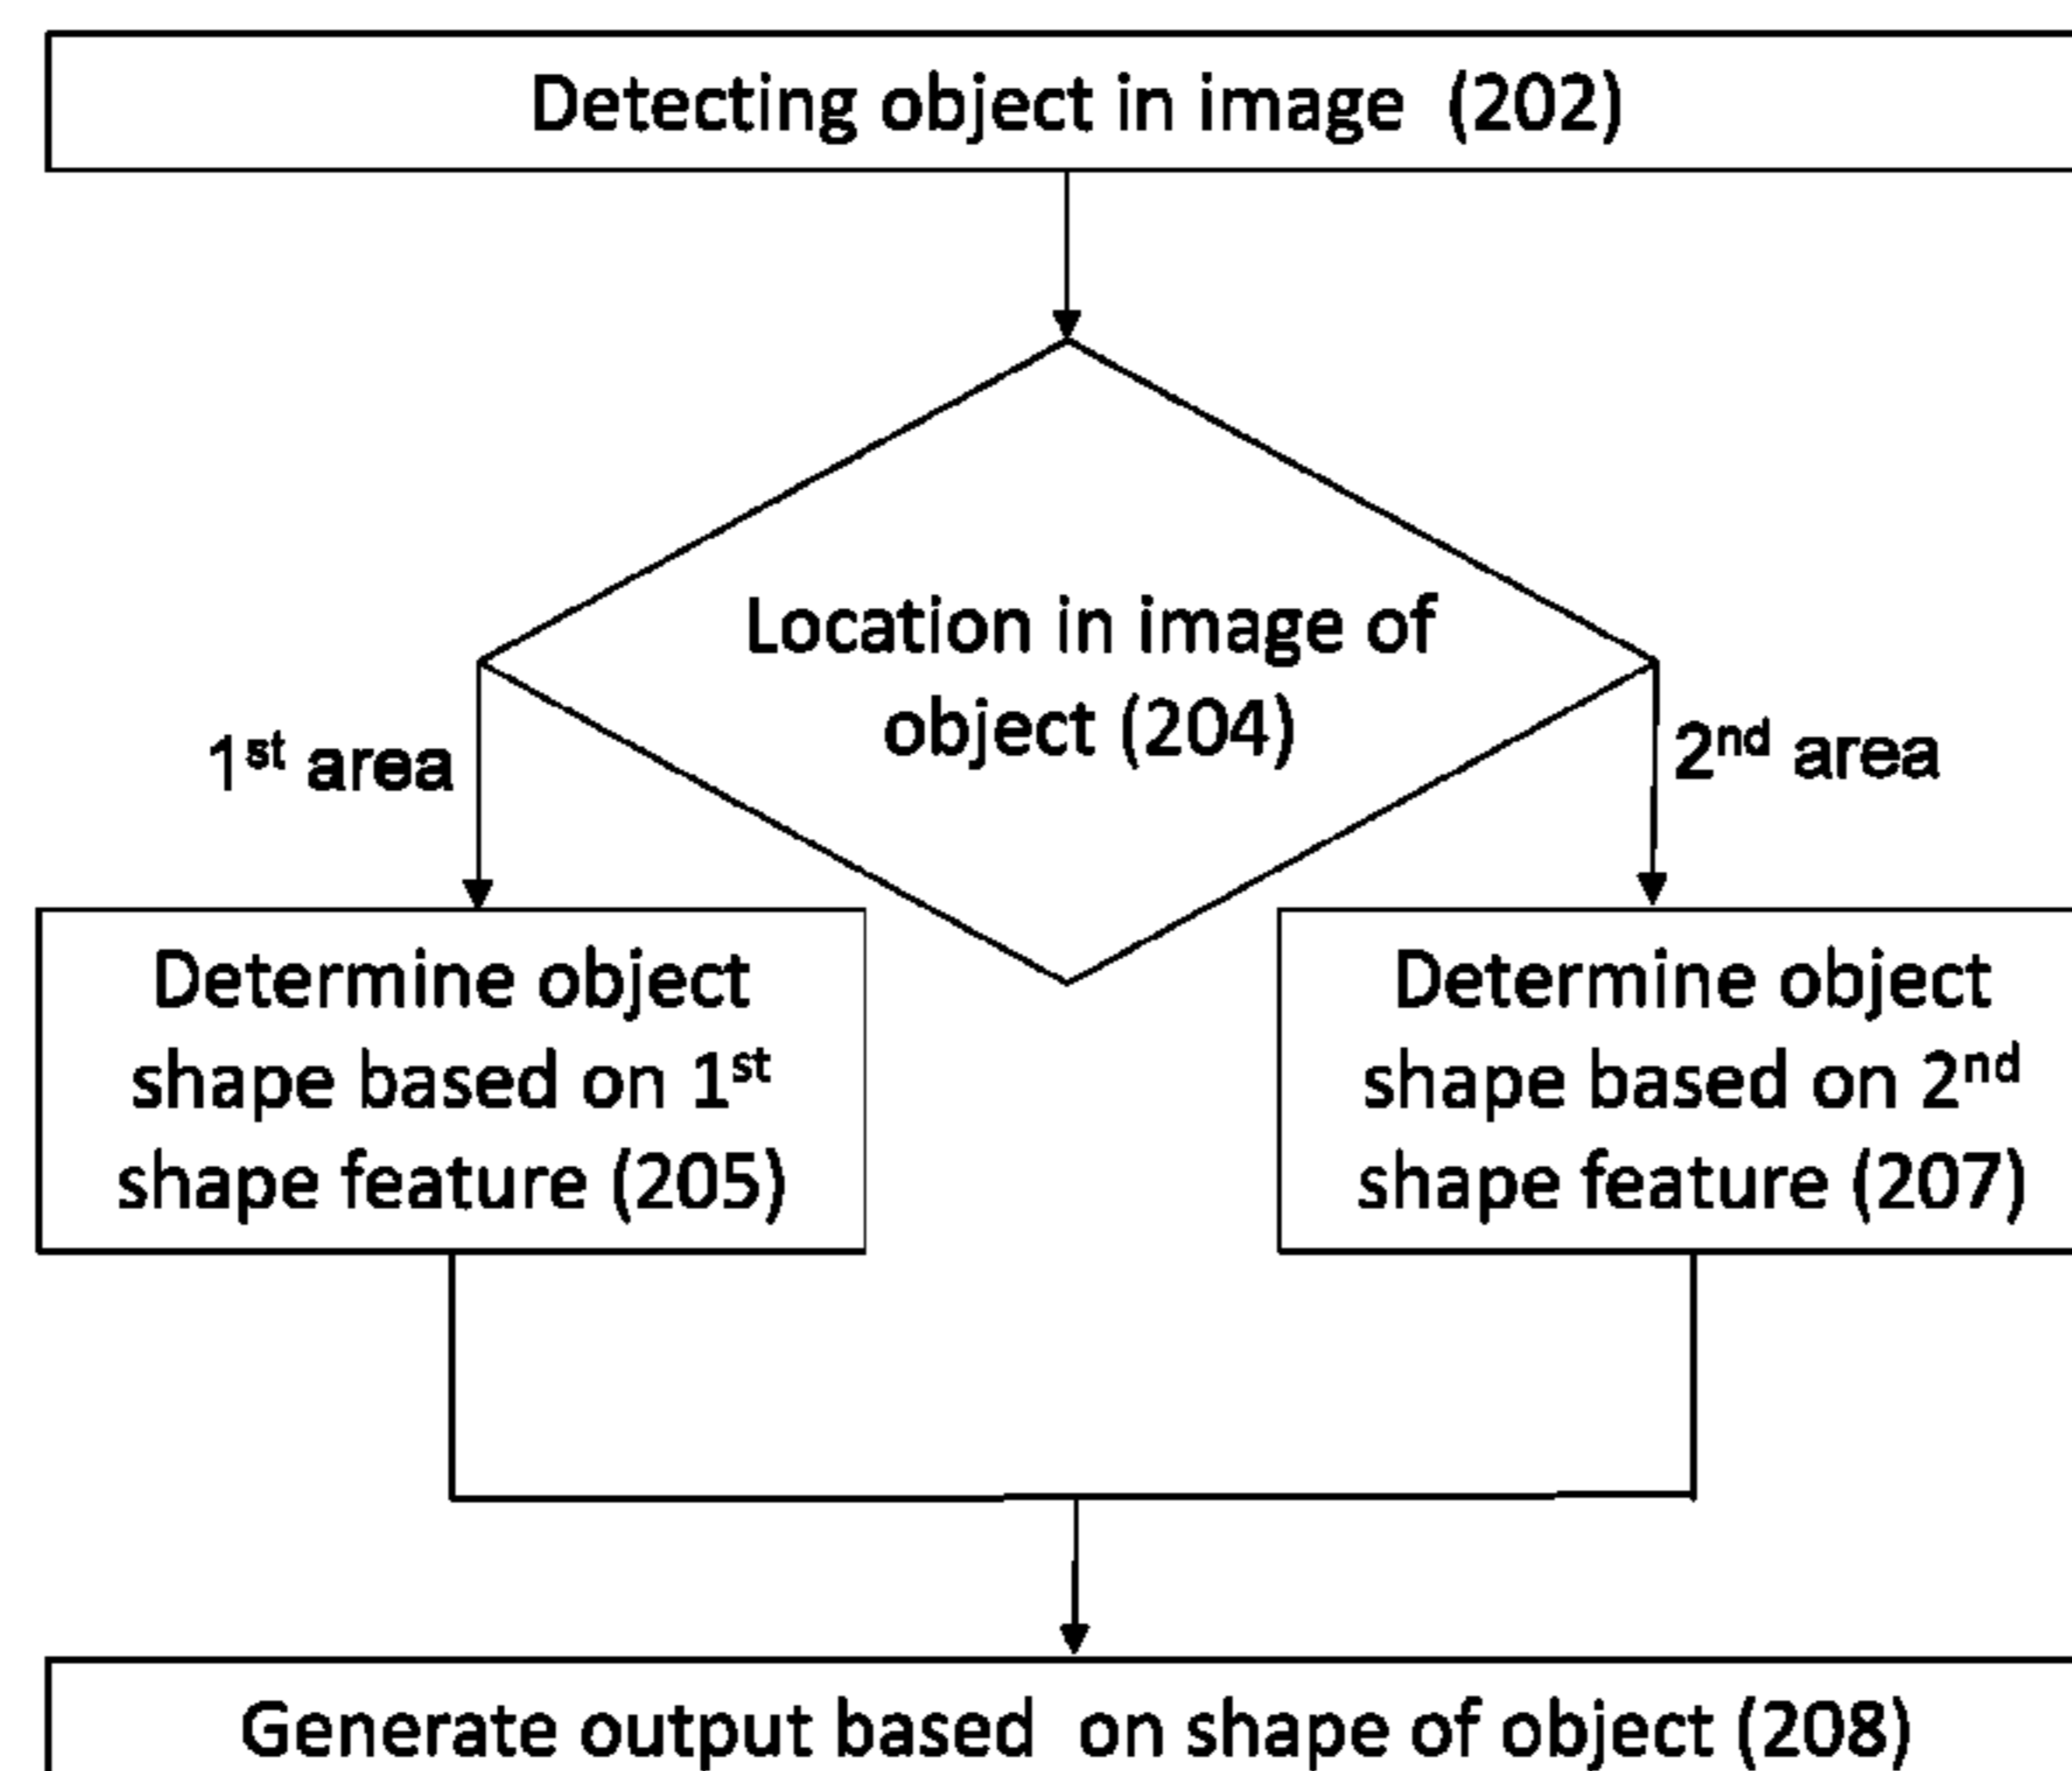 Detecting object in image (202)
Location in image of
object (204)
1st area
2nd area
Determine object
shape based on 1st
shape feature (205)
Determine object
shape based on 2nd
shape feature (207)
Generate output based on shape of object (208)